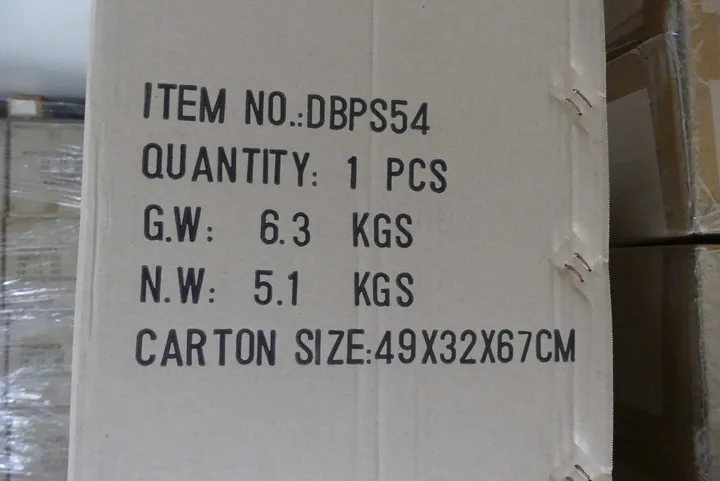 ITEM NO.:DBPS54
QUANTITY: 1 PCS
G.W: 6.3 KGS
N.W: 5.1 KGS
CARTON SIZE:49X32X67CM